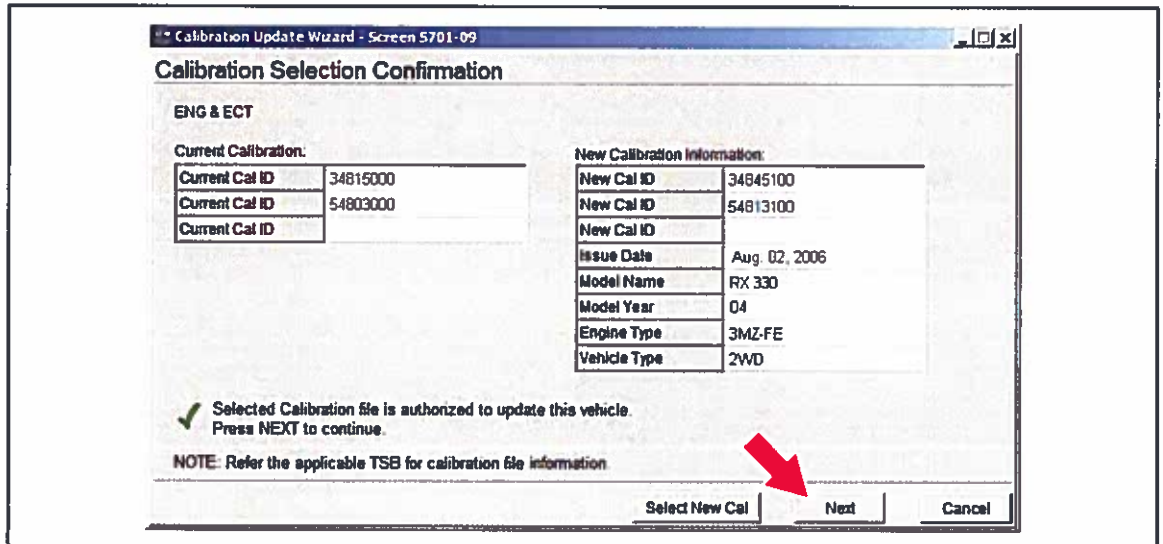 Calibration Update Wizard - Screen S701-09
Calibration Selection Confirmation
ENG & ECT
Current Calibration:
Current Cal ID 34815000
Current Cal ID 54803000
Current Cal ID
New Calibration Information:
New Cal ID 34845100
New Cal ID 54813100
New Cal ID
Issue Date Aug. 02, 2006
Model Name RX 330
Model Year 04
Engine Type 3MZ-FE
Vehicle Type 2WD
Selected Calibration file is authorized to update this vehicle.
Press NEXT to continue.
NOTE: Refer the applicable TSB for calibration file information
Select New Cal Next Cancel